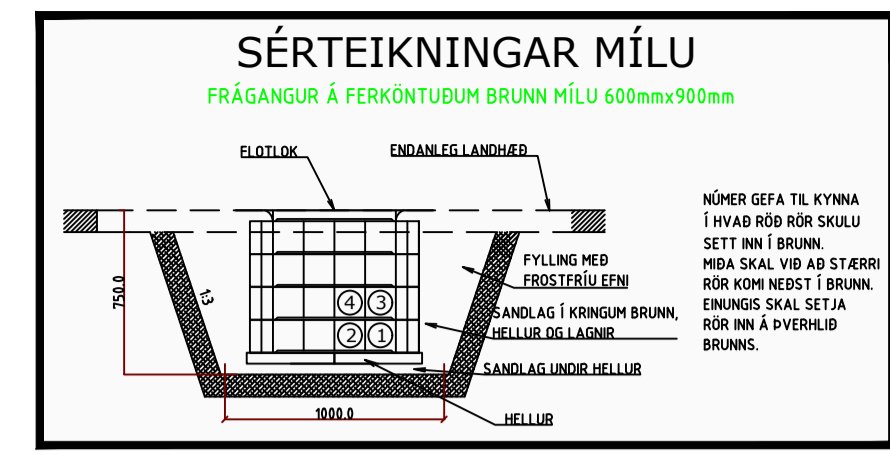 SÉRTEIKNINGAR MÍLU
FRÁGANGUR Á FERKÖNTUÐUM BRUNN MÍLU 600mmx900mm
FLOTLOK
ENDANLEG LANDHÆÐ
NÚMER GEFA TIL KYNNA
Í HVAÐ RÖÐ RÖR SKULU
SETT INN Í BRUNN.
MIÐA SKAL VIÐ AÐ STÆRRI
RÖR KOMI NEÐST Í BRUNN.
EINUNGIS SKAL SETJA
RÖR INN Á ÞVERHLIÐ
BRUNNS.
FYLLING MEÐ
FROSTFRÍU EFNI
750.0
1:3
4 3
2 1
SANDLAG Í KRINGUM BRUNN,
HELLUR OG LAGNIR
SANDLAG UNDIR HELLUR
1000.0
HELLUR